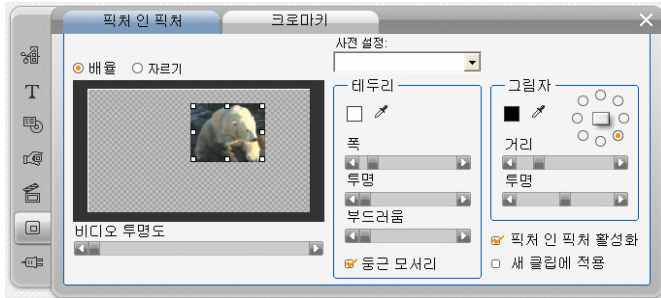 픽처 인 픽처
크로마키
사전 설정:
배율
자르기
비디오 투명도
테두리
폭
투명
부드러움
둥근 모서리
그림자
거리
투명
픽처 인 픽처 활성화
새 클립에 적용
T